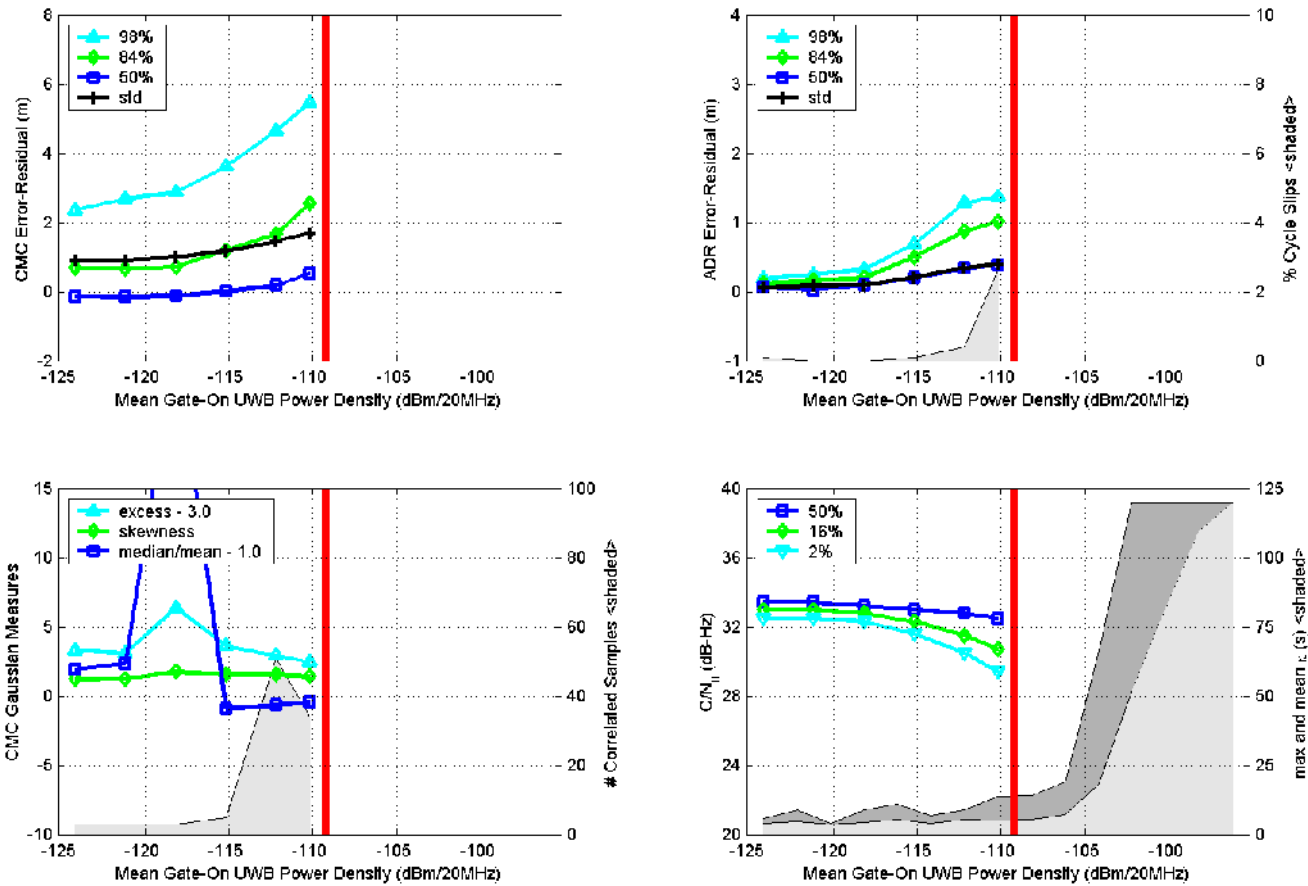 8
6
4
2
0
-2
98%
84%
50%
std
CMC Error-Residual (m)
-125 -120 -115 -110 -105 -100
Mean Gate-On UWB Power Density (dBm/20MHz)
4
3
2
1
0
-1
98%
84%
50%
std
ADR Error-Residual (m)
10
8
6
4
2
0
% Cycle Slips <shaded>
-125 -120 -115 -110 -105 -100
Mean Gate-On UWB Power Density (dBm/20MHz)
15
10
5
0
-5
-10
excess - 3.0
skewness
median/mean - 1.0
CMC Gaussian Measures
100
80
60
40
20
0
# Correlated Samples <shaded>
-125 -120 -115 -110 -105 -100
Mean Gate-On UWB Power Density (dBm/20MHz)
40
36
32
28
24
20
50%
16%
2%
C/N0 (dB-Hz)
125
100
75
50
25
0
max and mean (s) <shaded>
-125 -120 -115 -110 -105 -100
Mean Gate-On UWB Power Density (dBm/20MHz)